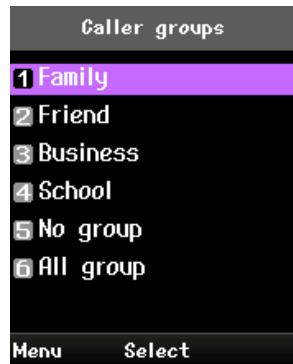 Caller groups
1 Family
2 Friend
3 Business
4 School
5 No group
6 All group
Menu Select